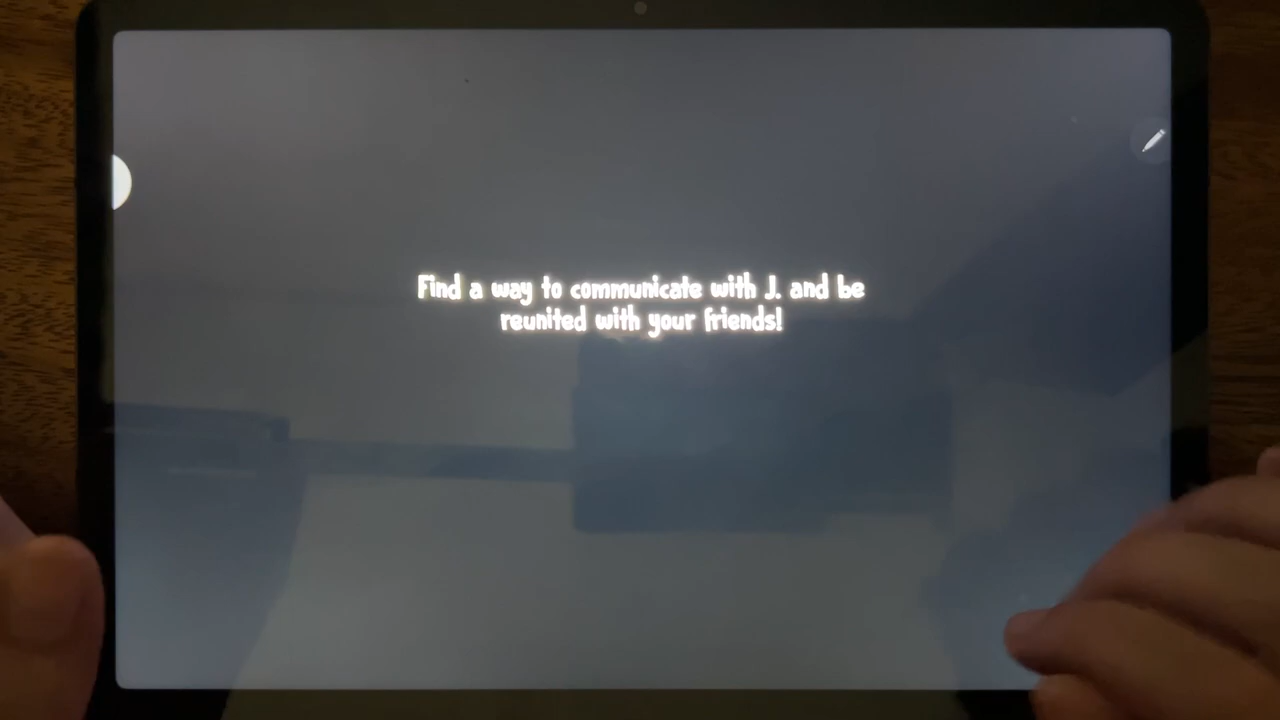 Find a way to communicate with J. and be
reunited with your friends!